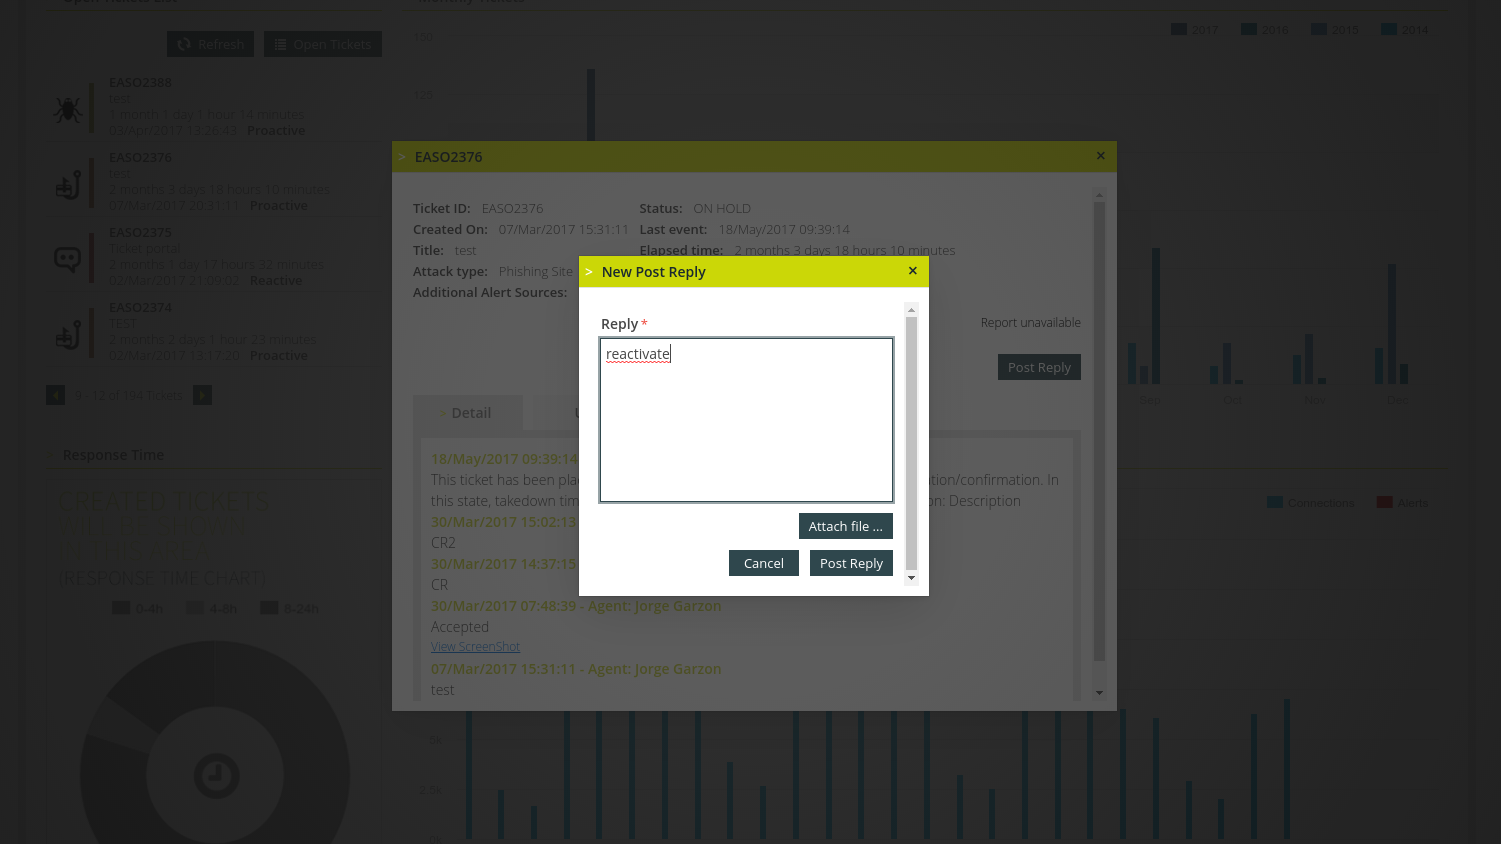 Refresh
Open Tickets
EASO2388
test
1 month 1 day 1 hour 14 minutes
03/Apr/2017 13:26:43 Proactive
EASO2376
test
2 months 3 days 18 hours 10 minutes
07/Mar/2017 20:31:11 Proactive
EASO2375
Ticket portal
2 months 1 day 17 hours 32 minutes
02/Mar/2017 21:09:02 Reactive
EASO2374
TEST
2 months 2 days 1 hour 23 minutes
02/Mar/2017 13:17:20 Proactive
9 - 12 of 194 Tickets
> Response Time
CREATED TICKETS
(RESPONSE TIME CHART)
0-4h 4-8h 8-24h
150
2017 2016 2015 2014
125
Sep Oct Nov Dec
Connections Alerts
> EASO2376 ×
Ticket ID: EASO2376 Status: ON HOLD
Created On: 07/Mar/2017 15:31:11 Last event: 18/May/2017 09:39:14
Title: test Elapsed time: 2 months 3 days 18 hours 10 minutes
Attack type: Phishing Site
Additional Alert Sources:
Report unavailable
Post Reply
> Detail
18/May/2017 09:39:14
This ticket has been pla tion/confirmation. In
this state, takedown tim on: Description
30/Mar/2017 15:02:13
CR2
30/Mar/2017 14:37:15
CR
30/Mar/2017 07:48:39 - Agent: Jorge Garzon
Accepted
View ScreenShot
07/Mar/2017 15:31:11 - Agent: Jorge Garzon
test
> New Post Reply ×
Reply *
reactivate
Attach file ...
Cancel
Post Reply
2.5k